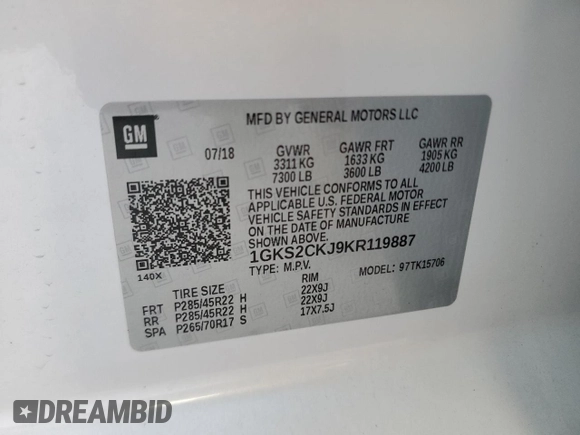 GM
MFD BY GENERAL MOTORS LLC
07/18 GVWR GAWR FRT GAWR RR
3311 KG 1633 KG 1905 KG
7300 LB 3600 LB 4200 LB
THIS VEHICLE CONFORMS TO ALL
APPLICABLE U.S. FEDERAL MOTOR
VEHICLE SAFETY STANDARDS IN EFFECT
ON THE DATE OF MANUFACTURE
SHOWN ABOVE.
1GKS2CKJ9KR119887
TYPE: M.P.V. MODEL: 97TK15706
140X
TIRE SIZE RIM
FRT P285/45R22 H 22X9J
RR P285/45R22 H 22X9J
SPA P265/70R17 S 17X7.5J
DREAMBID